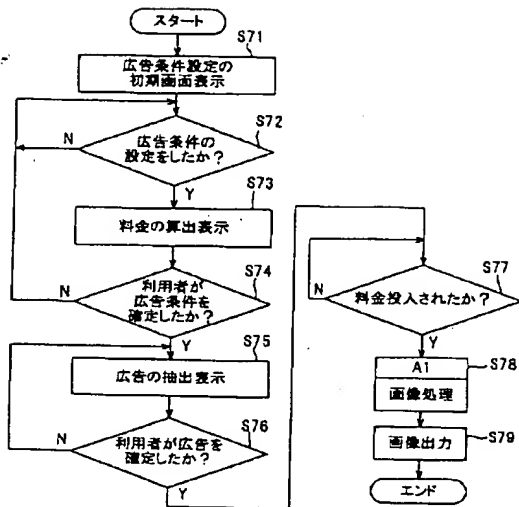 スタート
S71
広告条件設定の
初期画面表示
S72
広告条件の
設定をしたか？
N
Y
S73
料金の算出表示
S74
利用者が
広告条件を
確定したか？
N
Y
S75
広告の抽出表示
S76
利用者が広告を
確定したか？
N
Y
S77
料金投入されたか？
N
Y
S78
A1
画像処理
S79
画像出力
エンド